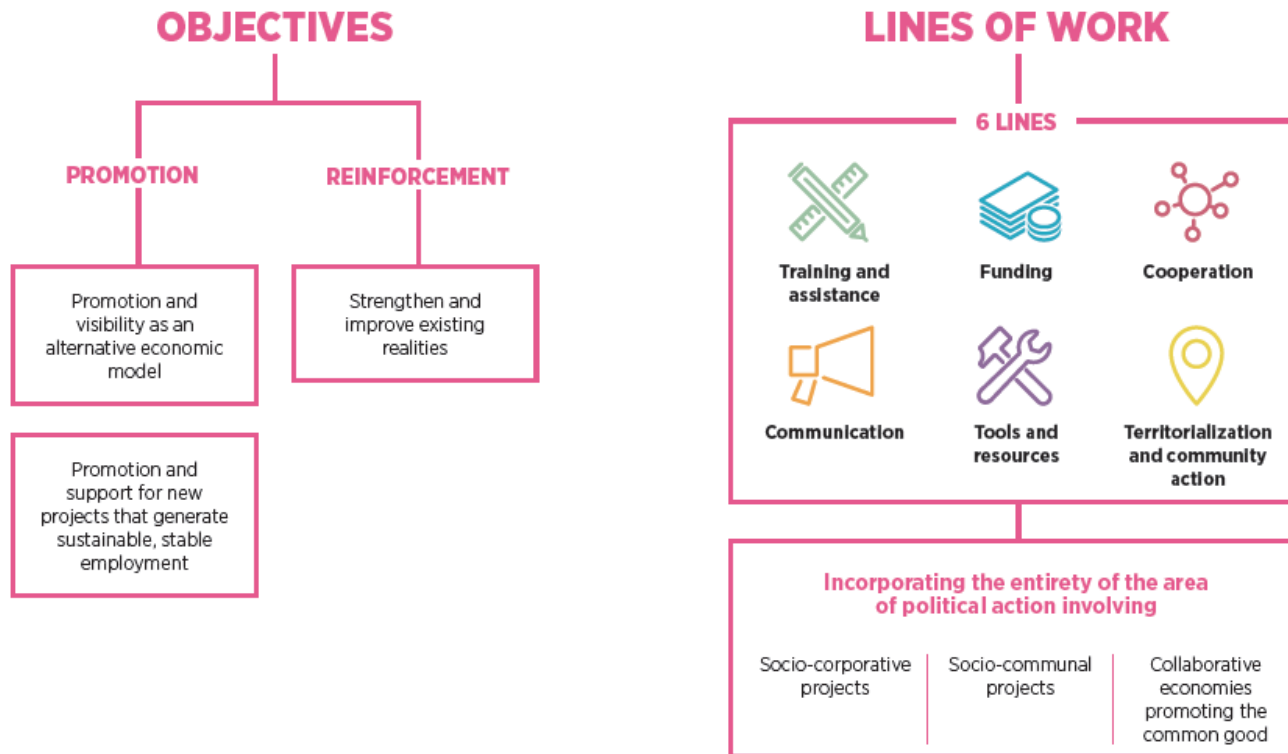 OBJECTIVES
PROMOTION
Promotion and
visibility as an
alternative economic
model
Promotion and
support for new
projects that generate
sustainable, stable
employment
REINFORCEMENT
Strengthen and
improve existing
realities
LINES OF WORK
6 LINES
Training and
assistance
Funding
Cooperation
Communication
Tools and
resources
Territorialization
and community
action
Incorporating the entirety of the area
of political action involving
Socio-corporative
projects
Socio-communal
projects
Collaborative
economies
promoting the
common good